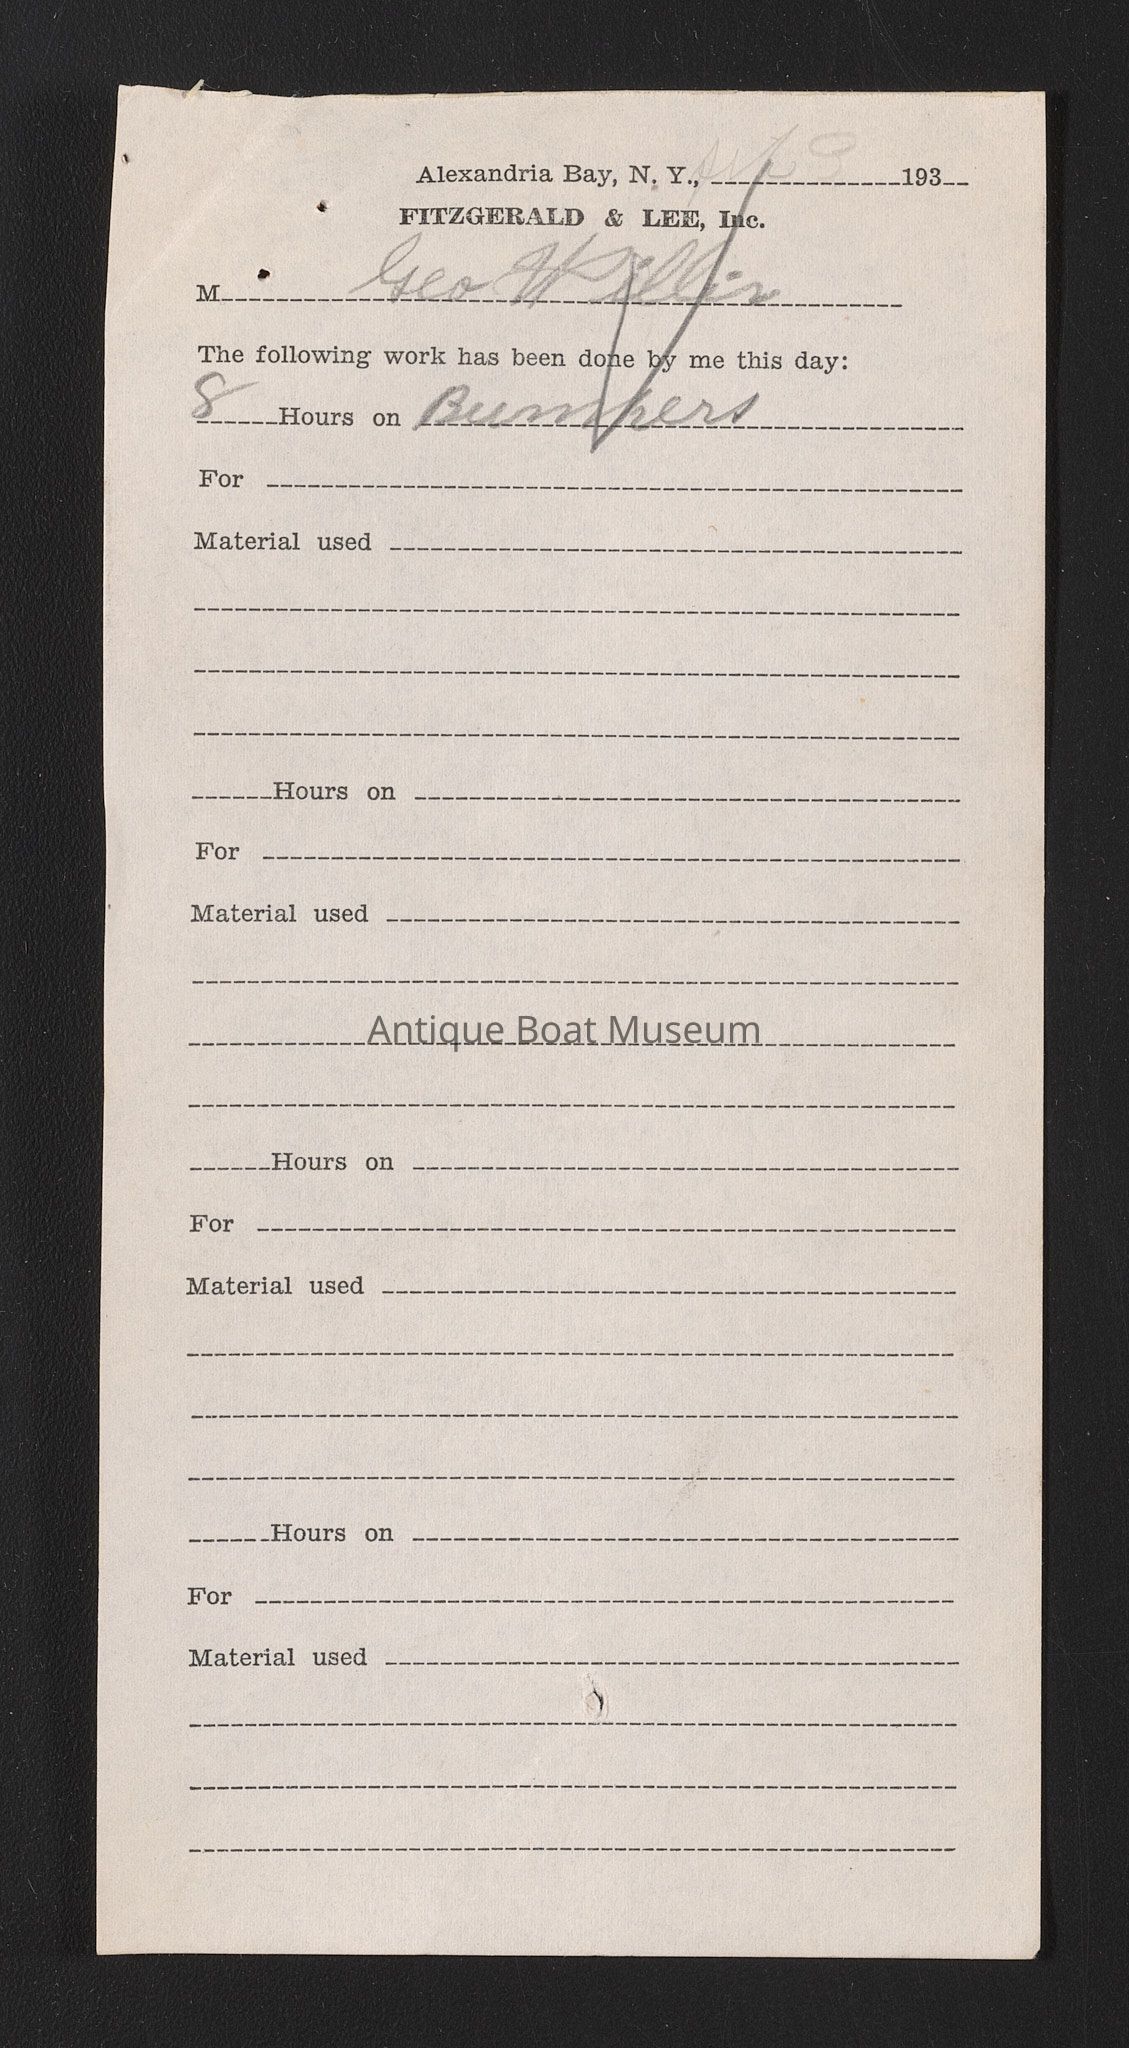 Alexandria Bay, N. Y., 193
FITZGERALD & LEE, Inc.
M Geo
The following work has been done by me this day:
8 Hours on Bumpers
For
Material used
Hours on
For
Material used
Antique Boat Museum
Hours on
For
Material used
Hours on
For
Material used